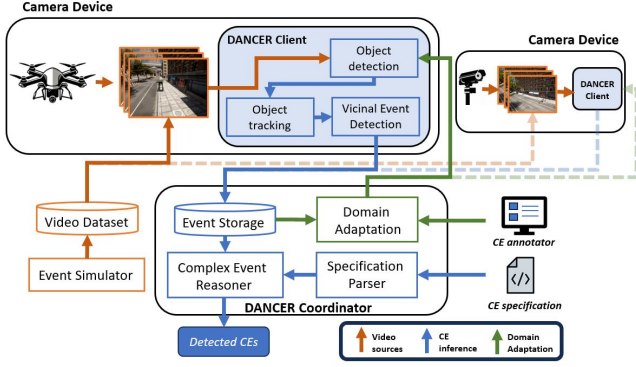 Camera Device
DANCER Client
Object
detection
Object
tracking
Vicinal Event
Detection
Camera Device
DANCER
Client
Video Dataset
Event Simulator
Event Storage
Domain
Adaptation
Complex Event
Reasoner
Specification
Parser
DANCER Coordinator
CE annotator
CE specification
Detected CEs
Video
sources
CE
inference
Domain
Adaptation